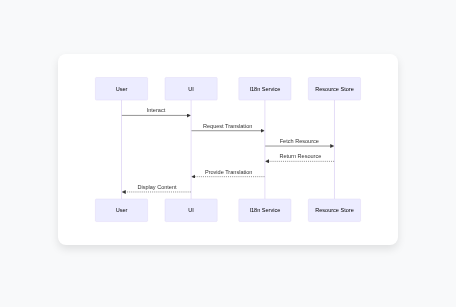 User UI I18n Service Resource Store
Interact
Request Translation
Fetch Resource
Return Resource
Provide Translation
Display Content
User UI I18n Service Resource Store